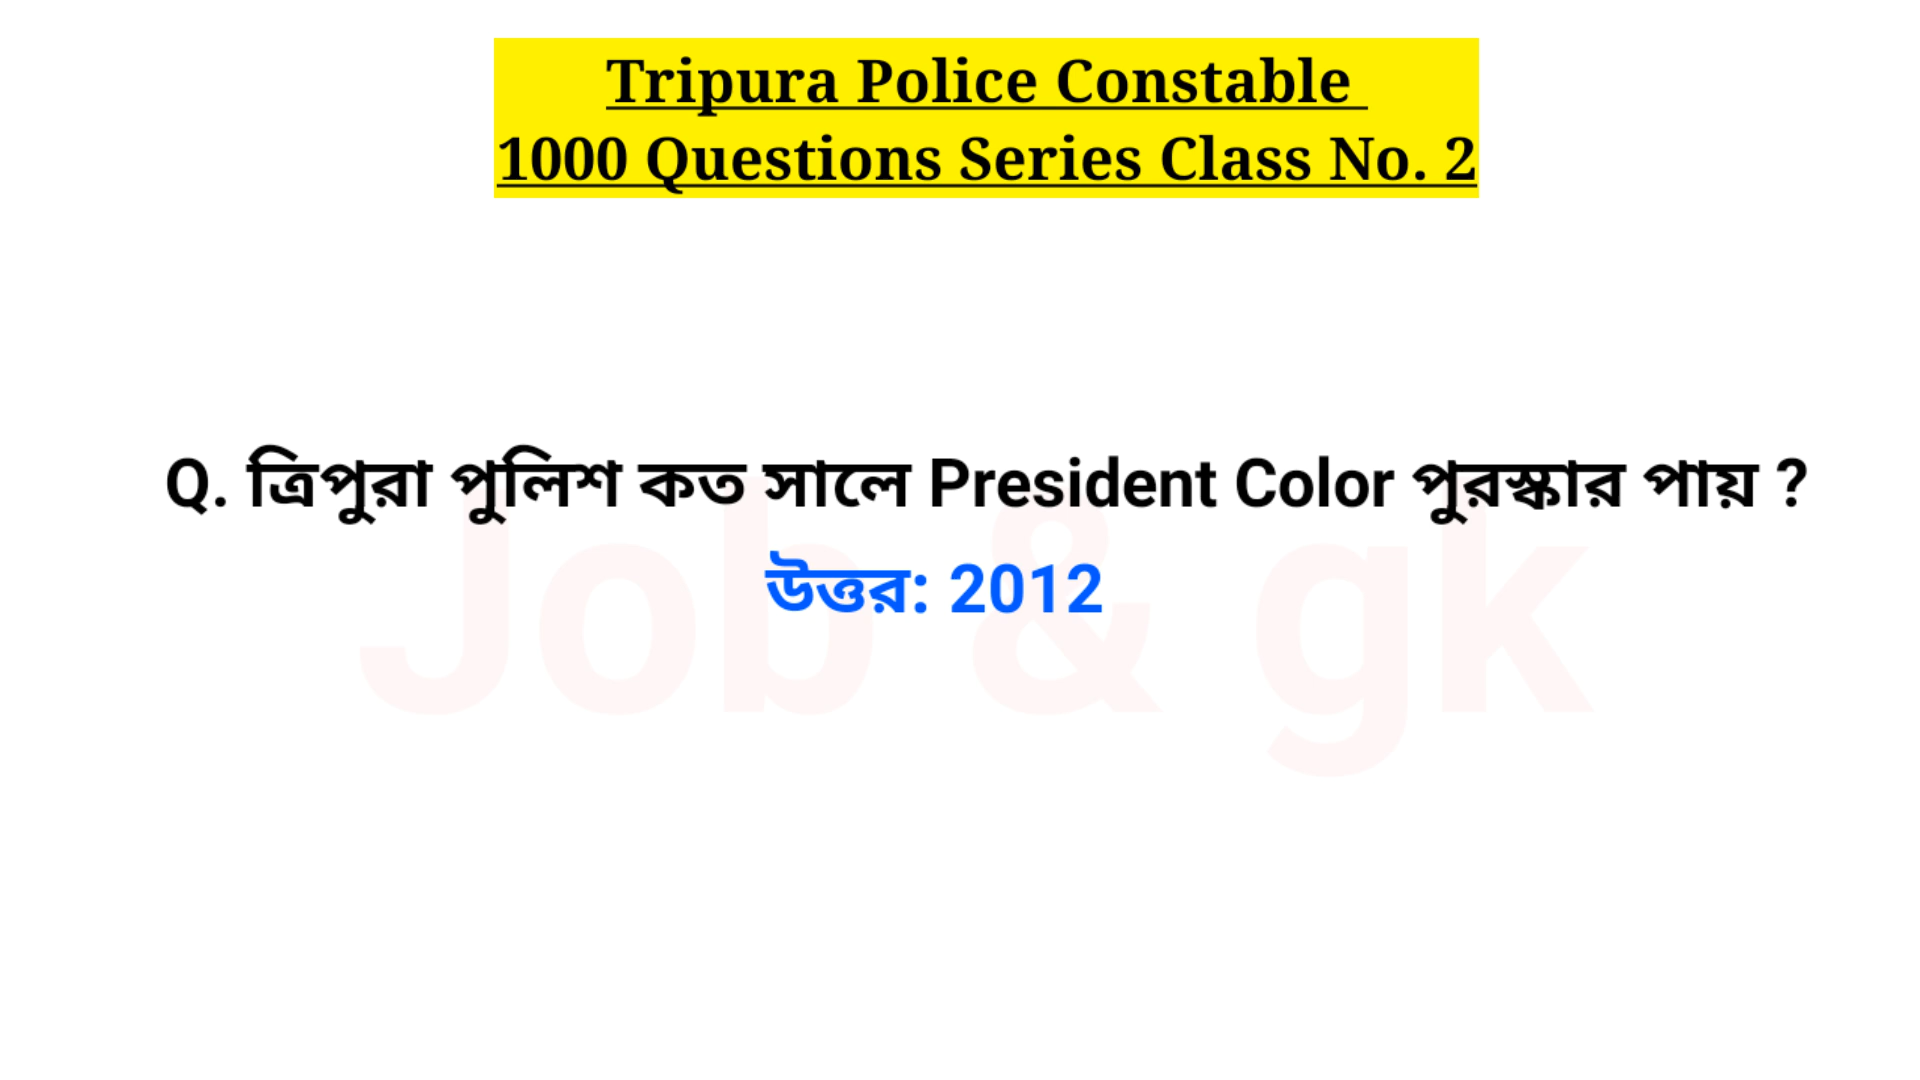 Tripura Police Constable
1000 Questions Series Class No. 2
Q. ত্রিপুরা পুলিশ কত সালে President Color পুরস্কার পায় ?
উত্তর: 2012
Job & gk